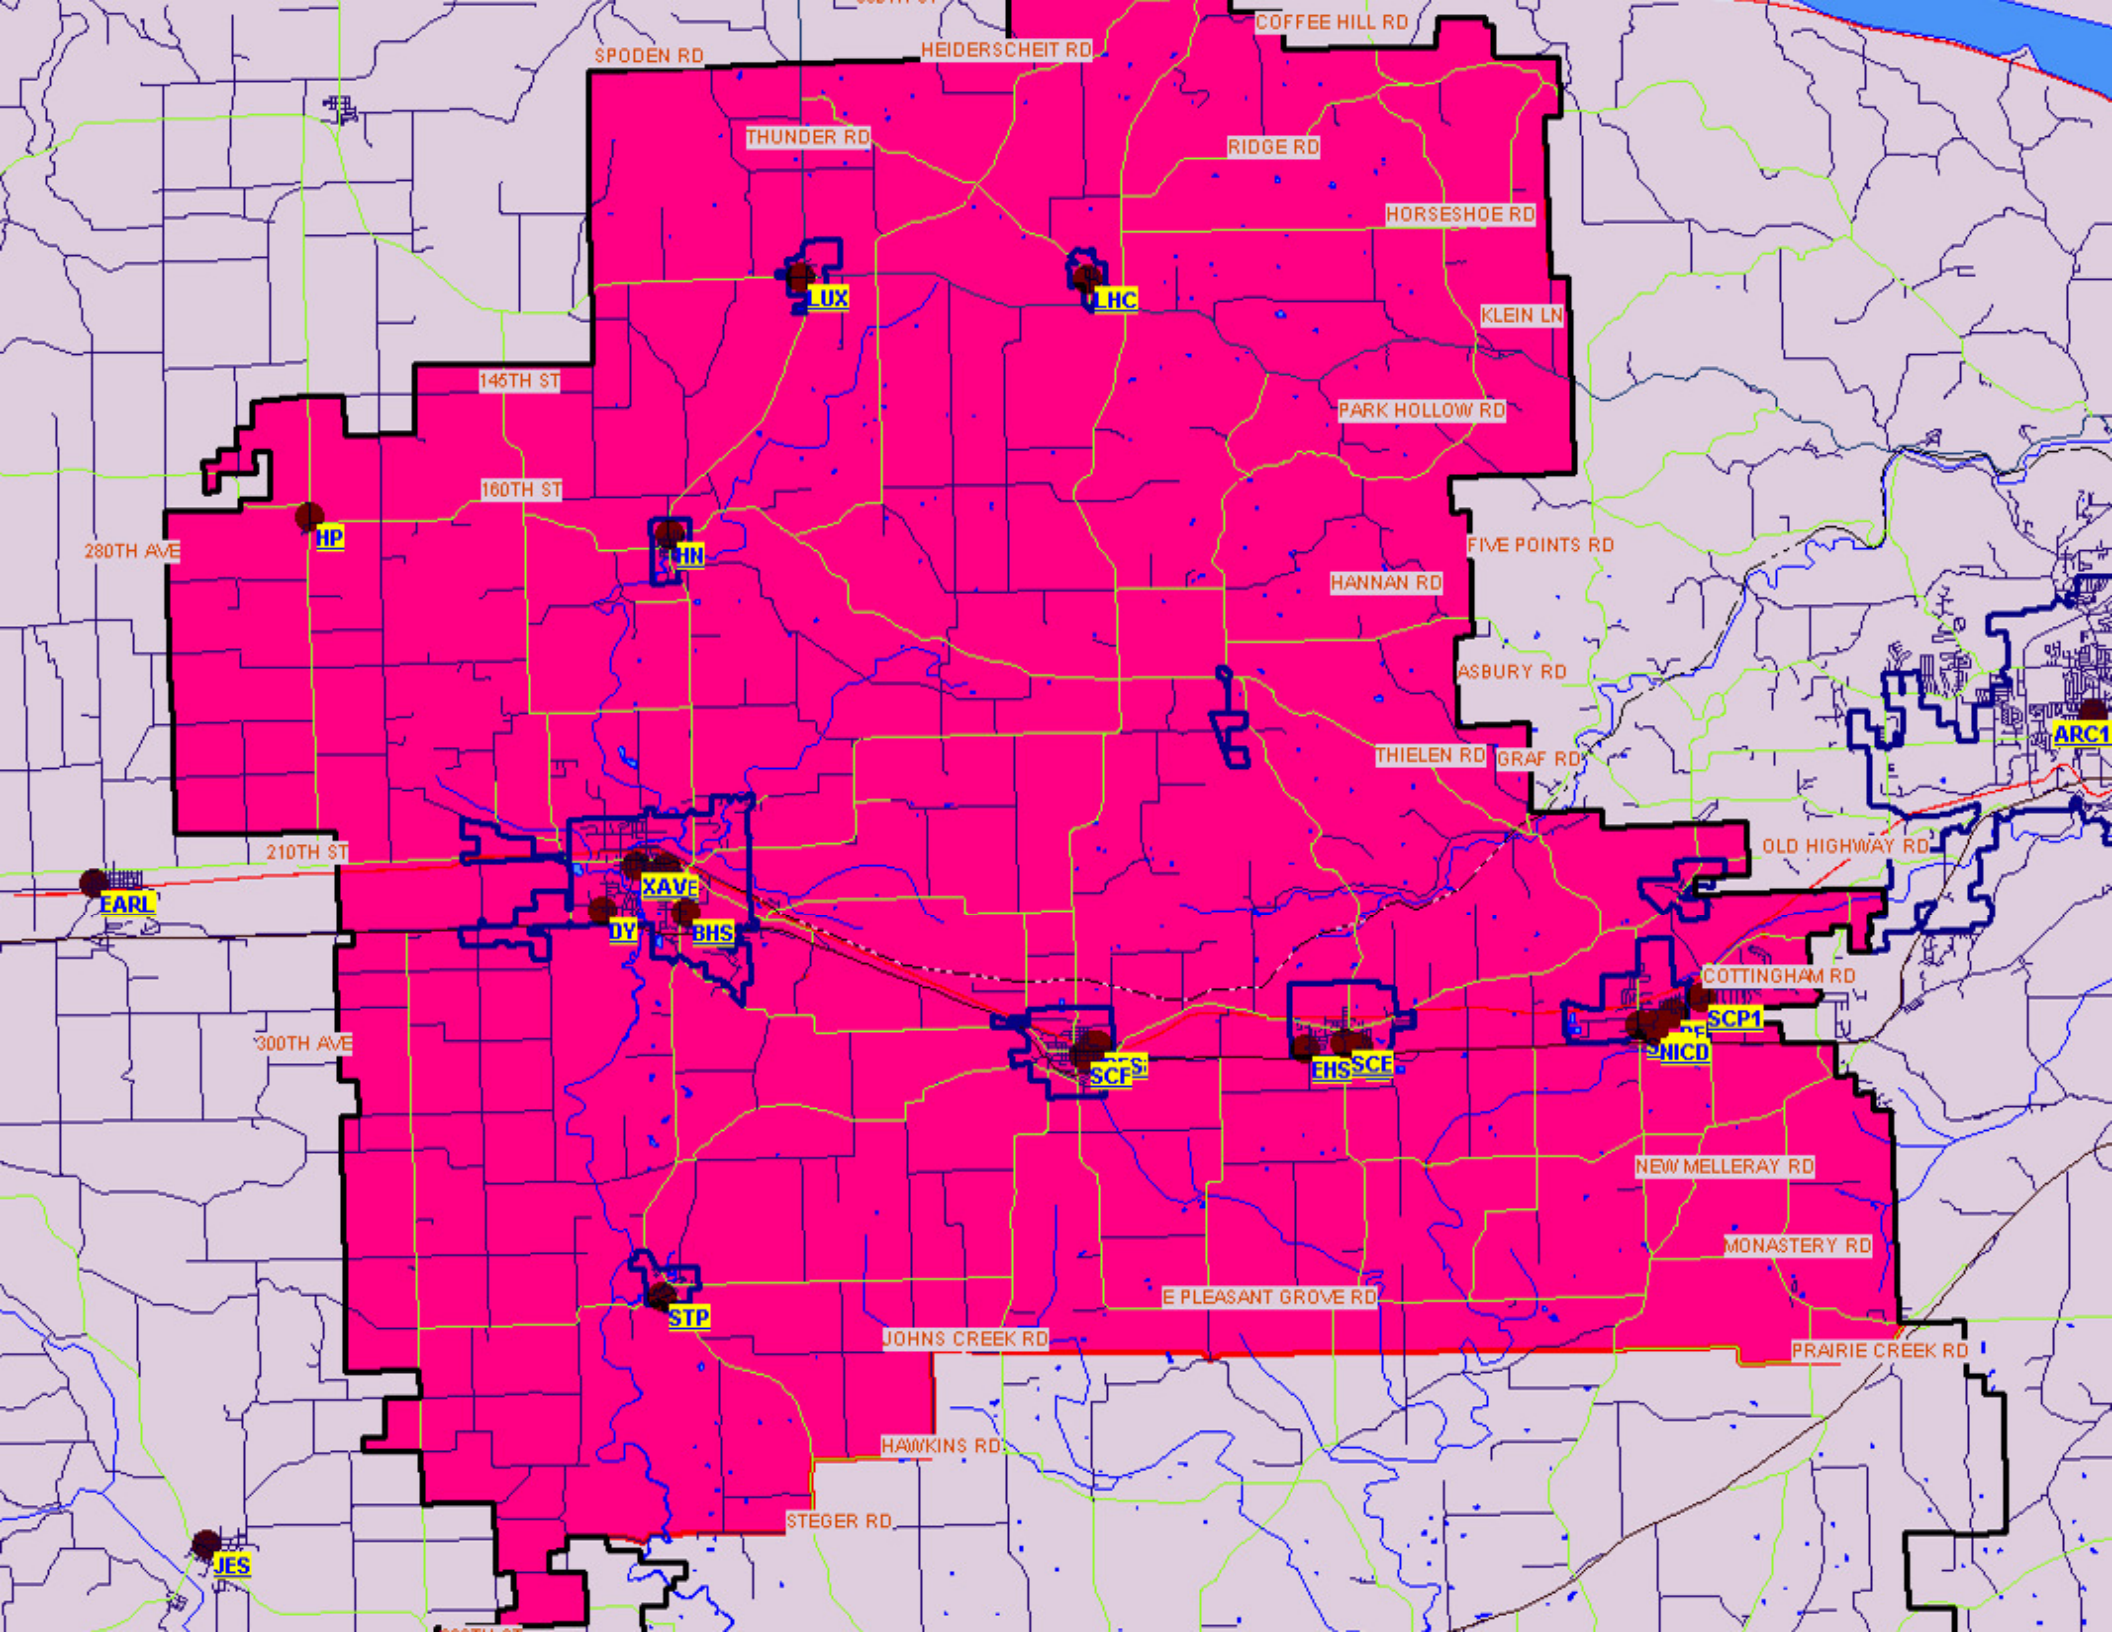 COFFEE HILL RD
HEIDERSCHEIT RD
SPODEN RD
THUNDER RD
RIDGE RD
HORSESHOE RD
LUX
LHC
KLEIN LN
145TH ST
PARK HOLLOW RD
160TH ST
HP
280TH AVE
HN
FIVE POINTS RD
HANNAN RD
ASBURY RD
ARC1
THIELEN RD
GRAF RD
210TH ST
OLD HIGHWAY RD
EARL
XAVE
DY
BHS
COTTINGHAM RD
SCP1
300TH AVE
NICD
EHS
SCE
SCF
NEW MELLERAY RD
MONASTERY RD
E PLEASANT GROVE RD
STP
JOHNS CREEK RD
PRAIRIE CREEK RD
HAWKINS RD
STEGER RD
JES